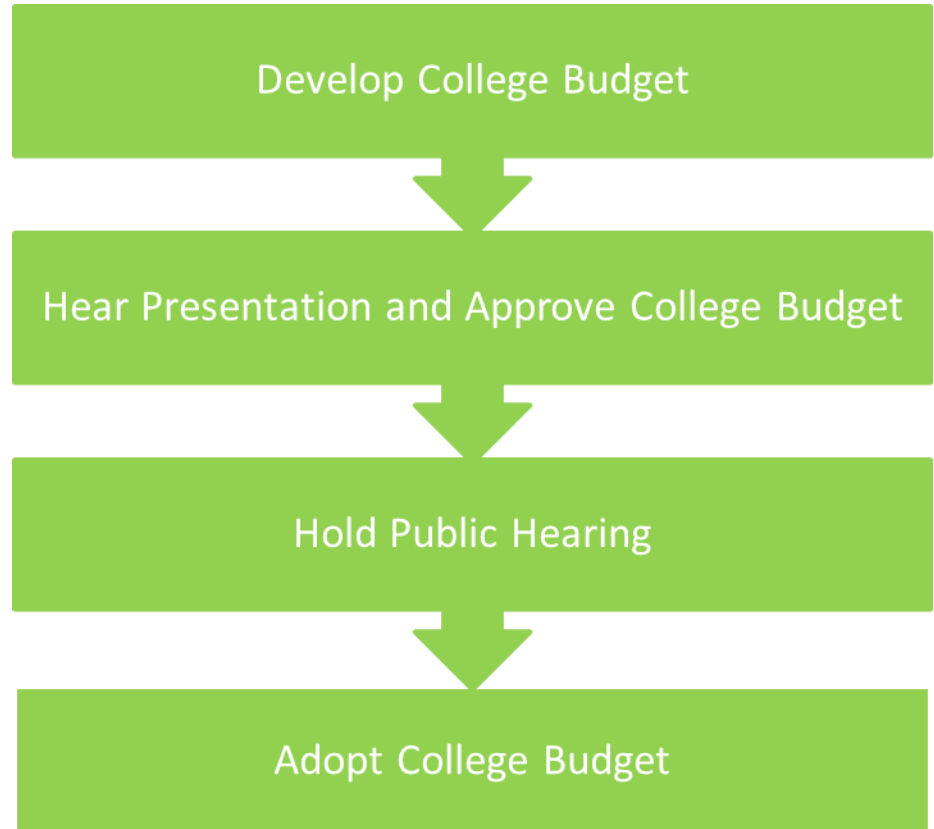 Develop College Budget
Hear Presentation and Approve College Budget
Hold Public Hearing
Adopt College Budget